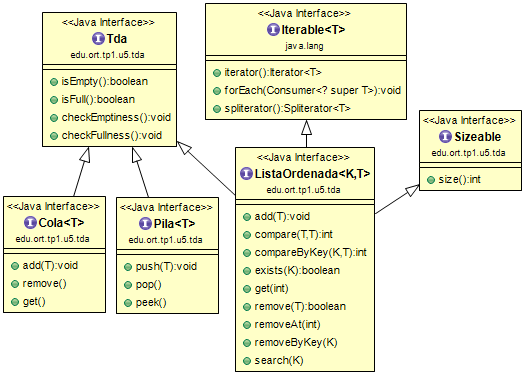 <<Java Interface>>
Tda
edu.ort.tp1.u5.tda
isEmpty():boolean
isFull():boolean
checkEmptiness():void
checkFullness():void
<<Java Interface>>
Iterable<T>
java.lang
iterator():Iterator<T>
forEach(Consumer<? super T>):void
spliterator():Spliterator<T>
<<Java Interface>>
Sizeable
edu.ort.tp1.u5.tda
size():int
<<Java Interface>>
Cola<T>
edu.ort.tp1.u5.tda
add(T):void
remove()
get()
<<Java Interface>>
Pila<T>
edu.ort.tp1.u5.tda
push(T):void
pop()
peek()
<<Java Interface>>
ListaOrdenada<K,T>
edu.ort.tp1.u5.tda
add(T):void
compare(T,T):int
compareByKey(K,T):int
exists(K):boolean
get(int)
remove(T):boolean
removeAt(int)
removeByKey(K)
search(K)